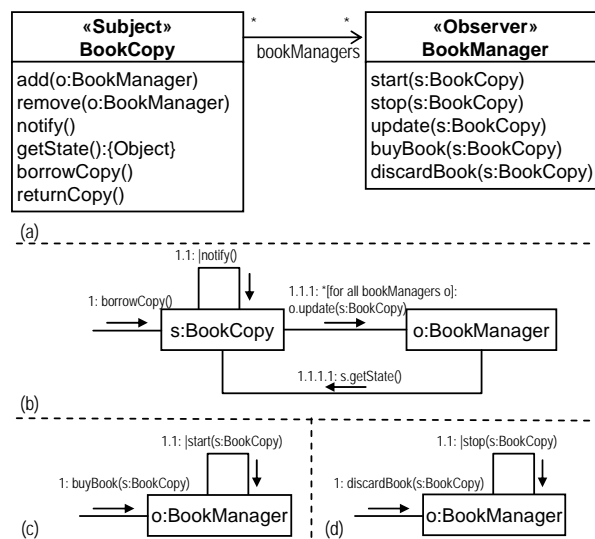 «Subject»
BookCopy
* *
bookManagers
«Observer»
BookManager
add(o:BookManager)
remove(o:BookManager)
notify()
getState():{Object}
borrowCopy()
returnCopy()
start(s:BookCopy)
stop(s:BookCopy)
update(s:BookCopy)
buyBook(s:BookCopy)
discardBook(s:BookCopy)
(a)
1.1: |notify()
1: borrowCopy()
1.1.1: *[for all bookManagers o]:
o.update(s:BookCopy)
s:BookCopy
o:BookManager
1.1.1.1: s.getState()
(b)
1.1: |start(s:BookCopy)
1: buyBook(s:BookCopy)
o:BookManager
(c)
1.1: |stop(s:BookCopy)
1: discardBook(s:BookCopy)
o:BookManager
(d)